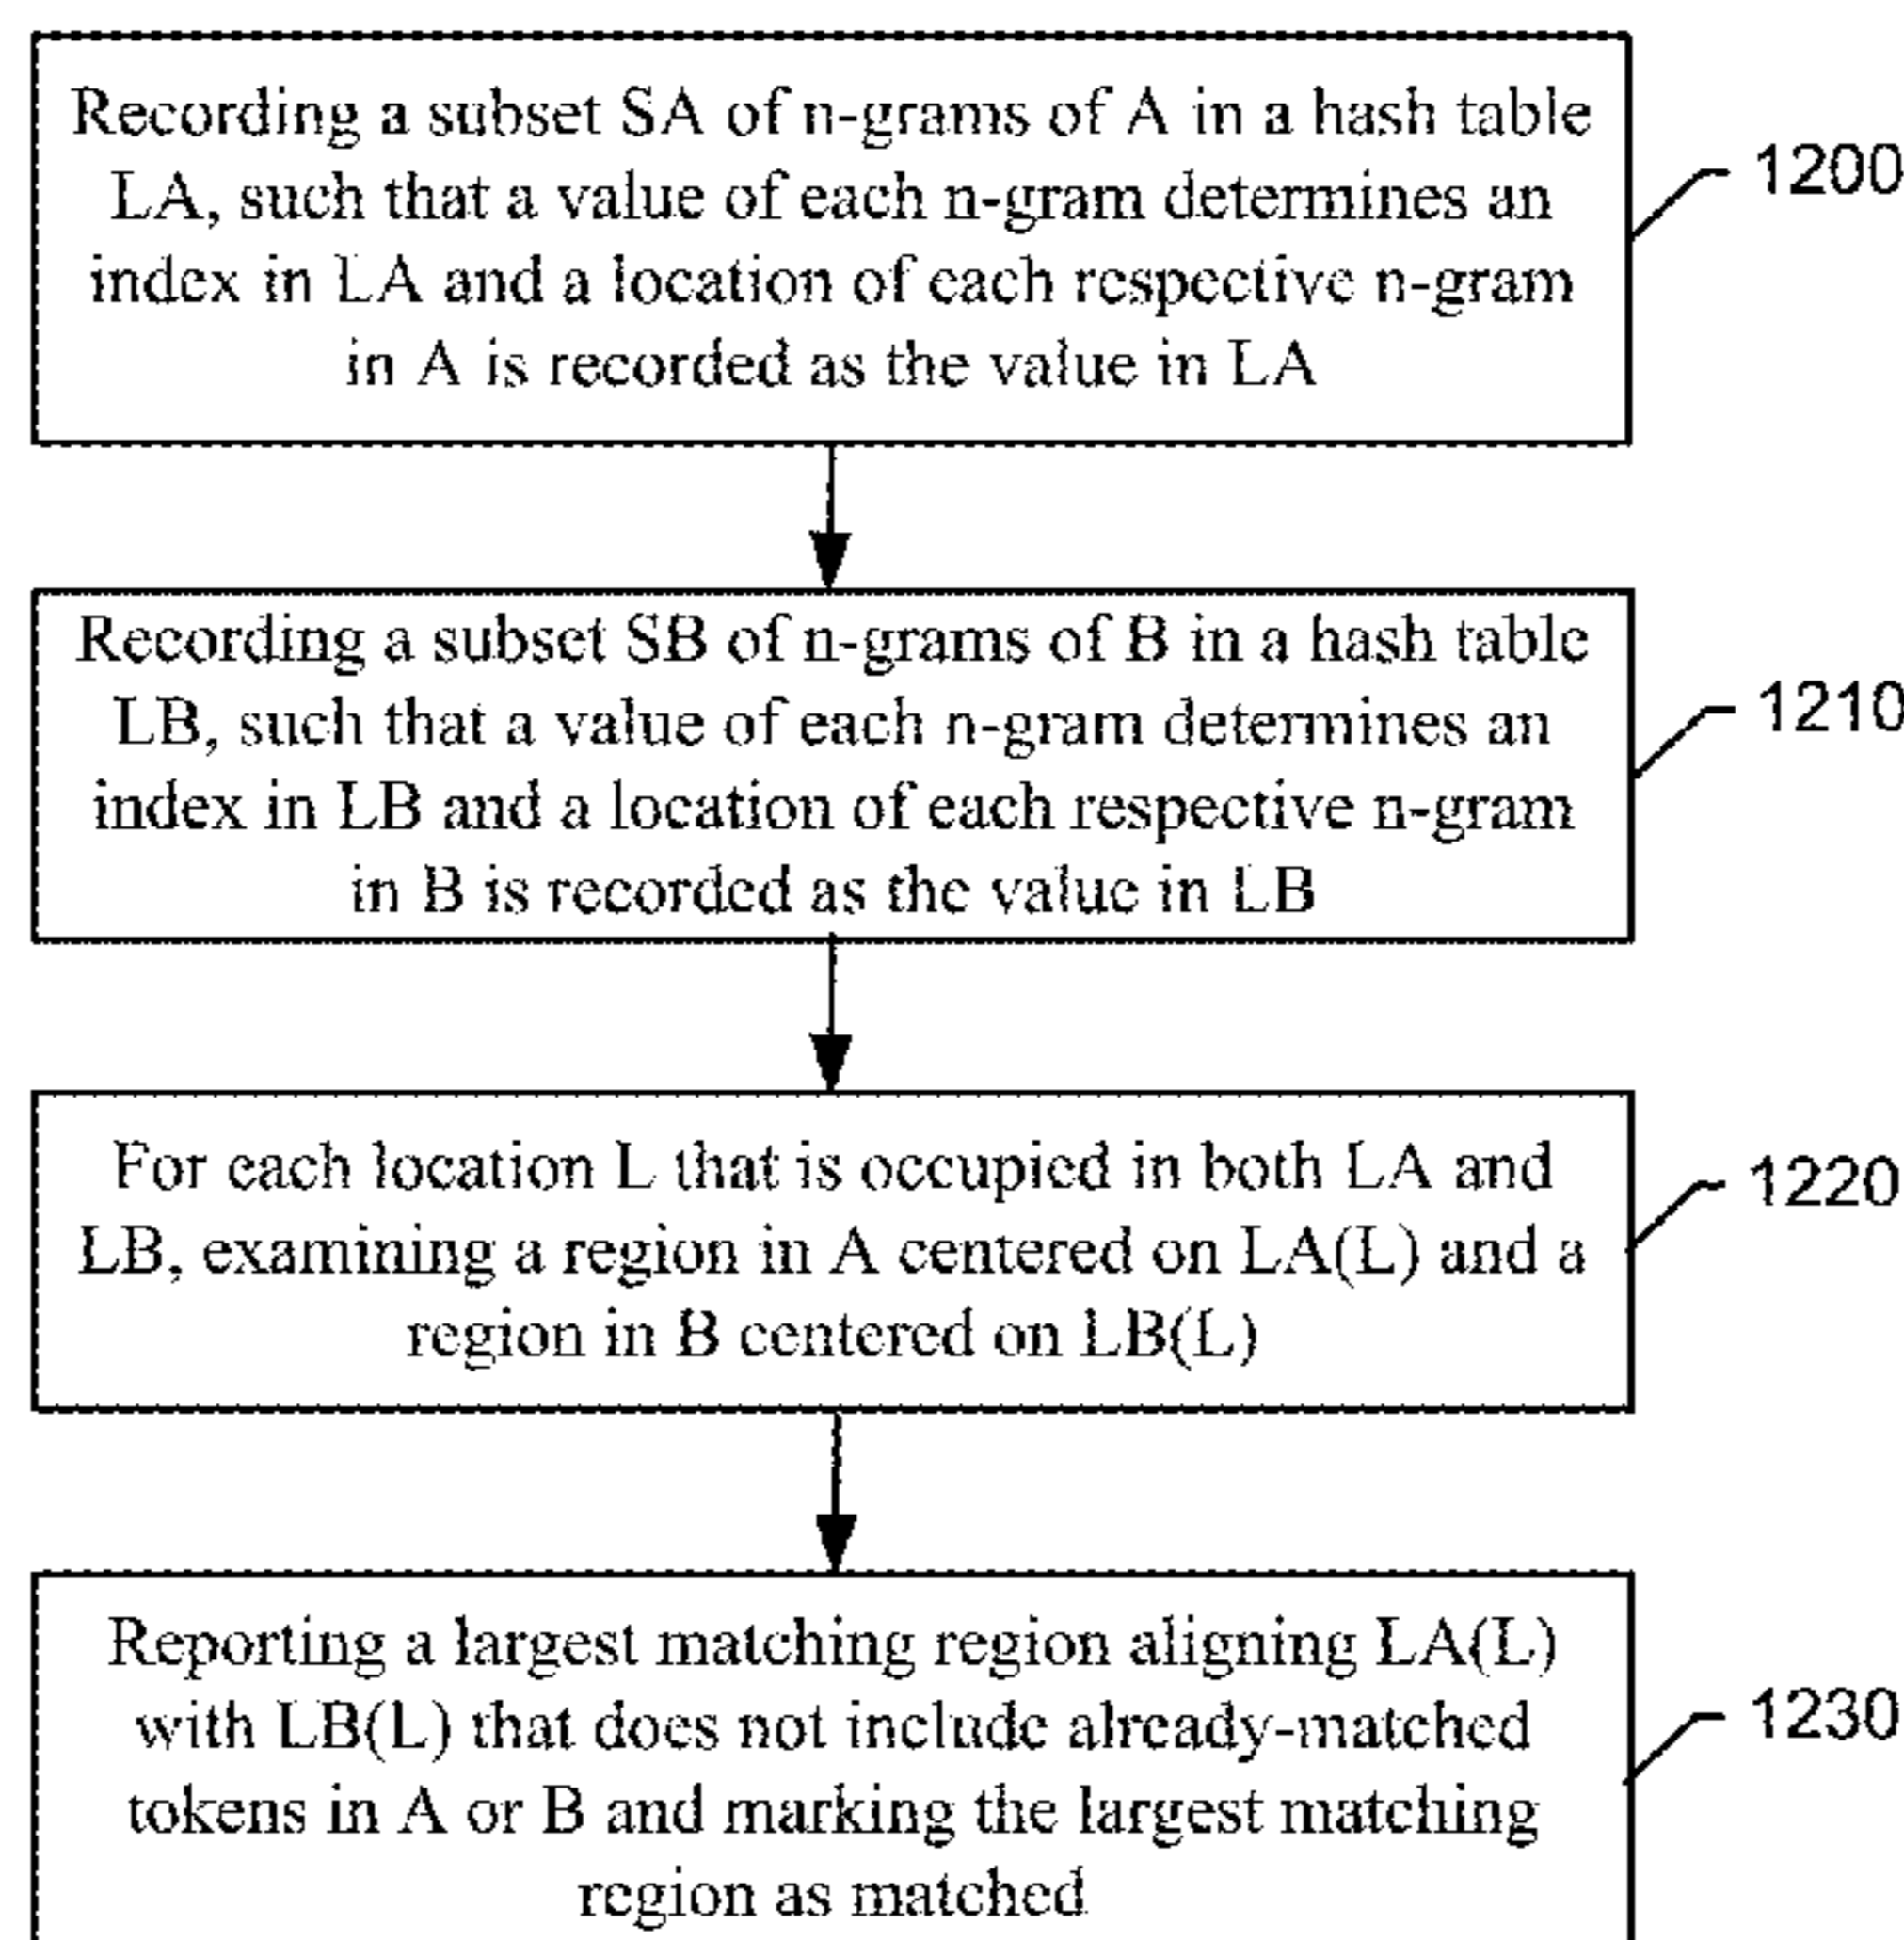 Recording a subset SA of n-grams of A in a hash table
LA, such that a value of each n-gram determines an
index in LA and a location of each respective n-gram
in A is recorded as the value in LA
1200
Recording a subset SB of n-grams of B in a hash table
LB, such that a value of each n-gram determines an
index in LB and a location of each respective n-gram
in B is recorded as the value in LB
1210
For each location L that is occupied in both LA and
LB, examining a region in A centered on LA(L) and a
region in B centered on LB(L)
1220
Reporting a largest matching region aligning LA(L)
with LB(L) that does not include already-matched
tokens in A or B and marking the largest matching
region as matched
1230